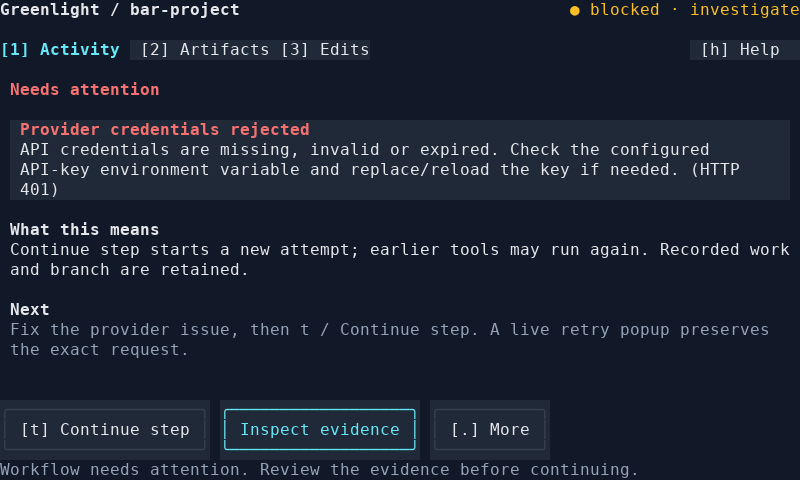 Greenlight / bar-project ● blocked · investigate
[1] Activity [2] Artifacts [3] Edits [h] Help
Needs attention
Provider credentials rejected
API credentials are missing, invalid or expired. Check the configured
API-key environment variable and replace/reload the key if needed. (HTTP
401)
What this means
Continue step starts a new attempt; earlier tools may run again. Recorded work
and branch are retained.
Next
Fix the provider issue, then t / Continue step. A live retry popup preserves
the exact request.
[t] Continue step Inspect evidence [.] More
Workflow needs attention. Review the evidence before continuing.